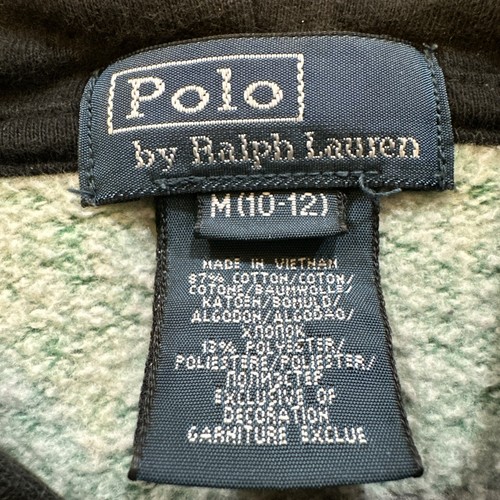 Polo
by Ralph Lauren
M (10-12)
MADE IN VIETNAM
87% COTTON/COTON/
COTONE/BAUMWOLLE/
KATOEN/BOMULD/
ALGODON/ALGODAO/
ХЛОПОК
13% POLYESTER/
POLIESTERE/POLIESTER/
ПОЛИЭСТЕР
EXCLUSIVE OF
DECORATION
GARNITURE EXCLUE